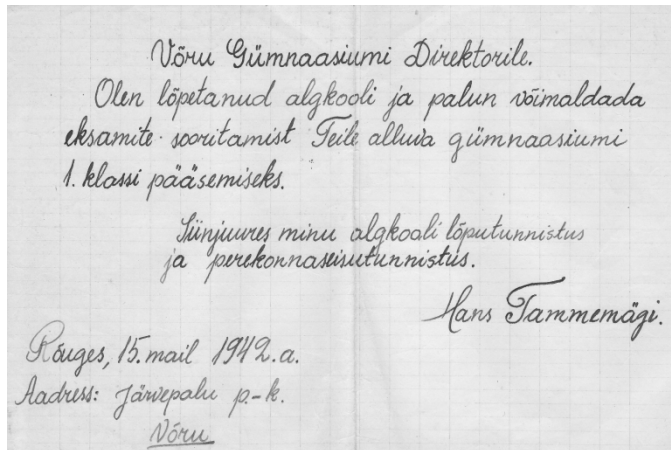 Võru Gümnaasiumi Direktorile.
Olen lõpetanud algkooli ja palun võimaldada
eksamite sooritamist Teile alluva gümnaasiumi
1. klassi pääsemiseks.
Siinjuures minu algkooli lõputunnistus
ja perekonnaseisutunnistus.
Hans Tammemägi.
Rõuges, 15. mail 1942.a.
Aadress: Järvepalu p.-k.
Võru